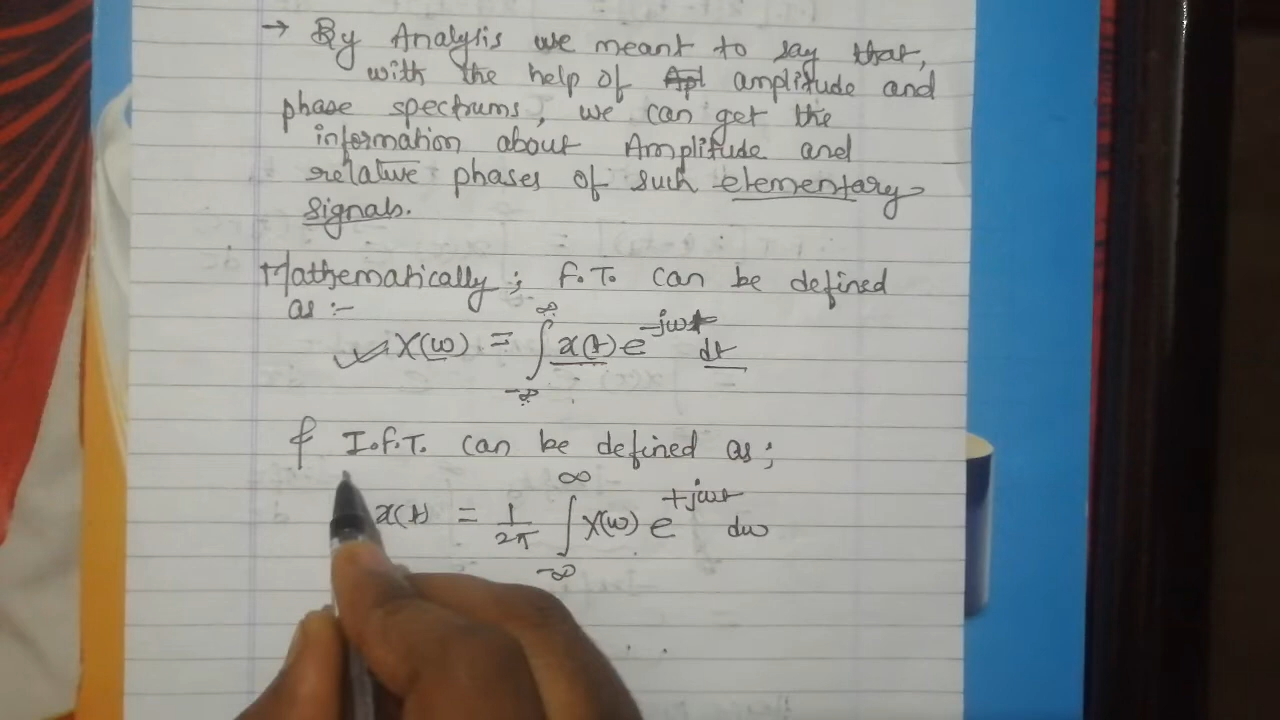 → By Analysis we meant to say that,
with the help of Apl amplitude and
phase spectrums, we can get the
information about Amplitude and
relative phases of such elementary
signals.
Mathematically; F.T. can be defined
as :-
X(ω) = ∫_{-∞}^{∞} x(t) e^{-jωt} dt
& I.F.T. can be defined as;
x(t) = 1/2π ∫_{-∞}^{∞} X(ω) e^{+jωt} dω